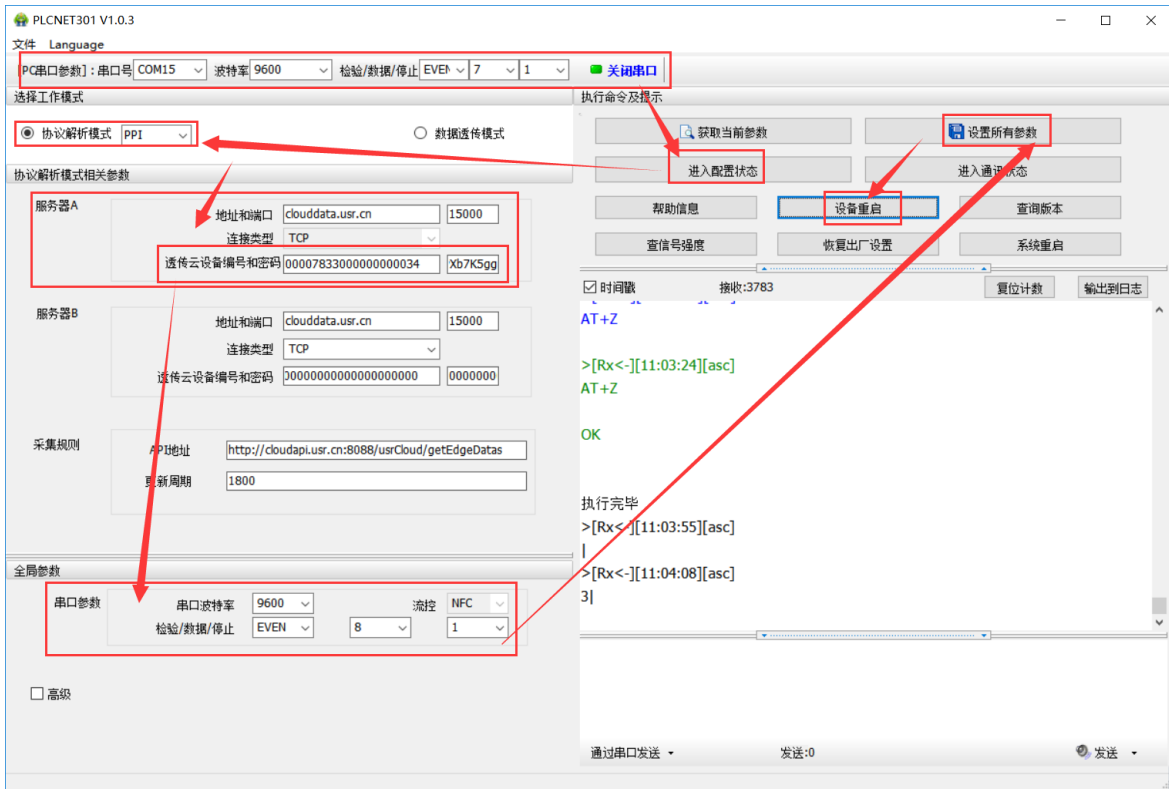 PLCNET301 V1.0.3
文件 Language
[PC串口参数]：串口号 COM15 波特率 9600 检验/数据/停止 EVEN 7 1 关闭串口
选择工作模式
协议解析模式 PPI 数据透传模式
协议解析模式相关参数
服务器A
地址和端口 clouddata.usr.cn 15000
连接类型 TCP
透传云设备编号和密码 00007833000000000034 Xb7K5gg
服务器B
地址和端口 clouddata.usr.cn 15000
连接类型 TCP
透传云设备编号和密码 00000000000000000000 0000000
采集规则
API地址 http://cloudapi.usr.cn:8088/usrCloud/getEdgeDatas
更新周期 1800
全局参数
串口参数
串口波特率 9600 流控 NFC
检验/数据/停止 EVEN 8 1
高级
执行命令及提示
获取当前参数 设置所有参数
进入配置状态 进入通讯状态
帮助信息 设备重启 查询版本
查信号强度 恢复出厂设置 系统重启
时间戳 接收:3783 复位计数 输出到日志
AT+Z
>[Rx<-][11:03:24][asc]
AT+Z
OK
执行完毕
>[Rx<-][11:03:55][asc]
|
>[Rx<-][11:04:08][asc]
3|
通过串口发送 发送:0 发送